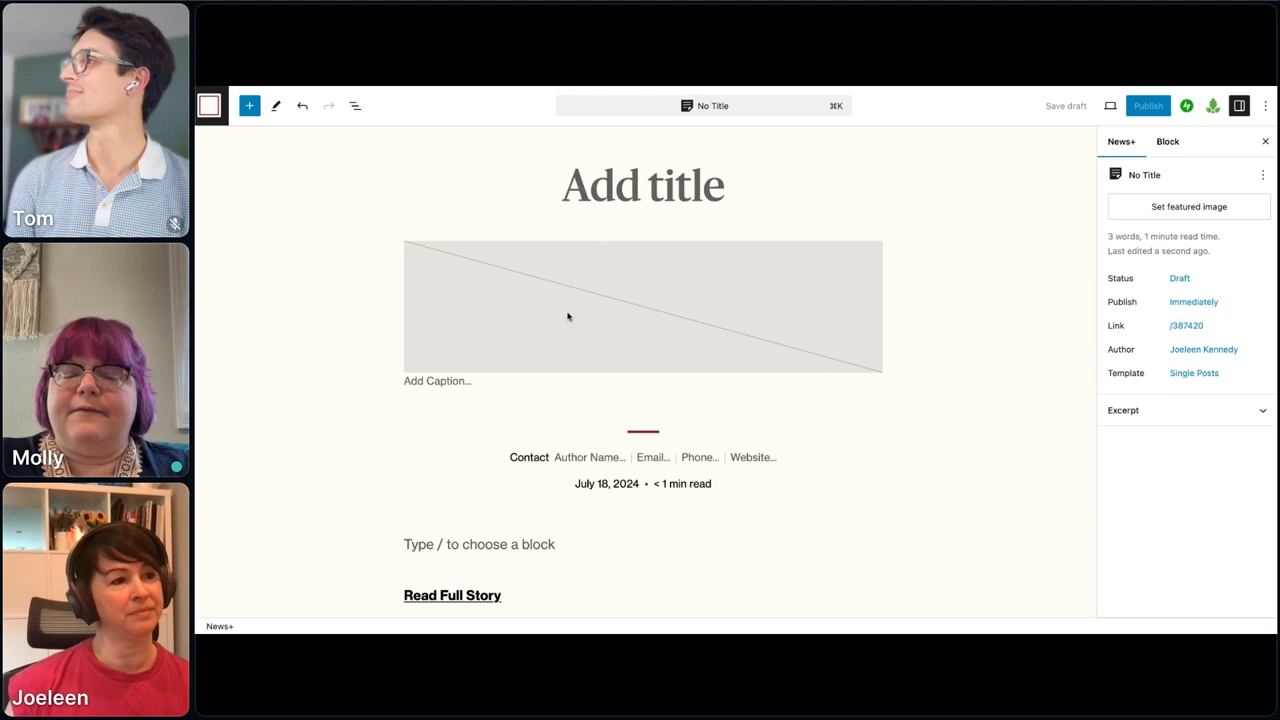 Tom
Molly
Joeleen
No Title
⌘K
Save draft
Publish
Add title
Add Caption...
Contact Author Name... | Email... | Phone... | Website...
July 18, 2024 • < 1 min read
Type / to choose a block
Read Full Story
News+
News+ Block
No Title
Set featured image
3 words, 1 minute read time.
Last edited a second ago.
Status Draft
Publish Immediately
Link /387420
Author Joeleen Kennedy
Template Single Posts
Excerpt